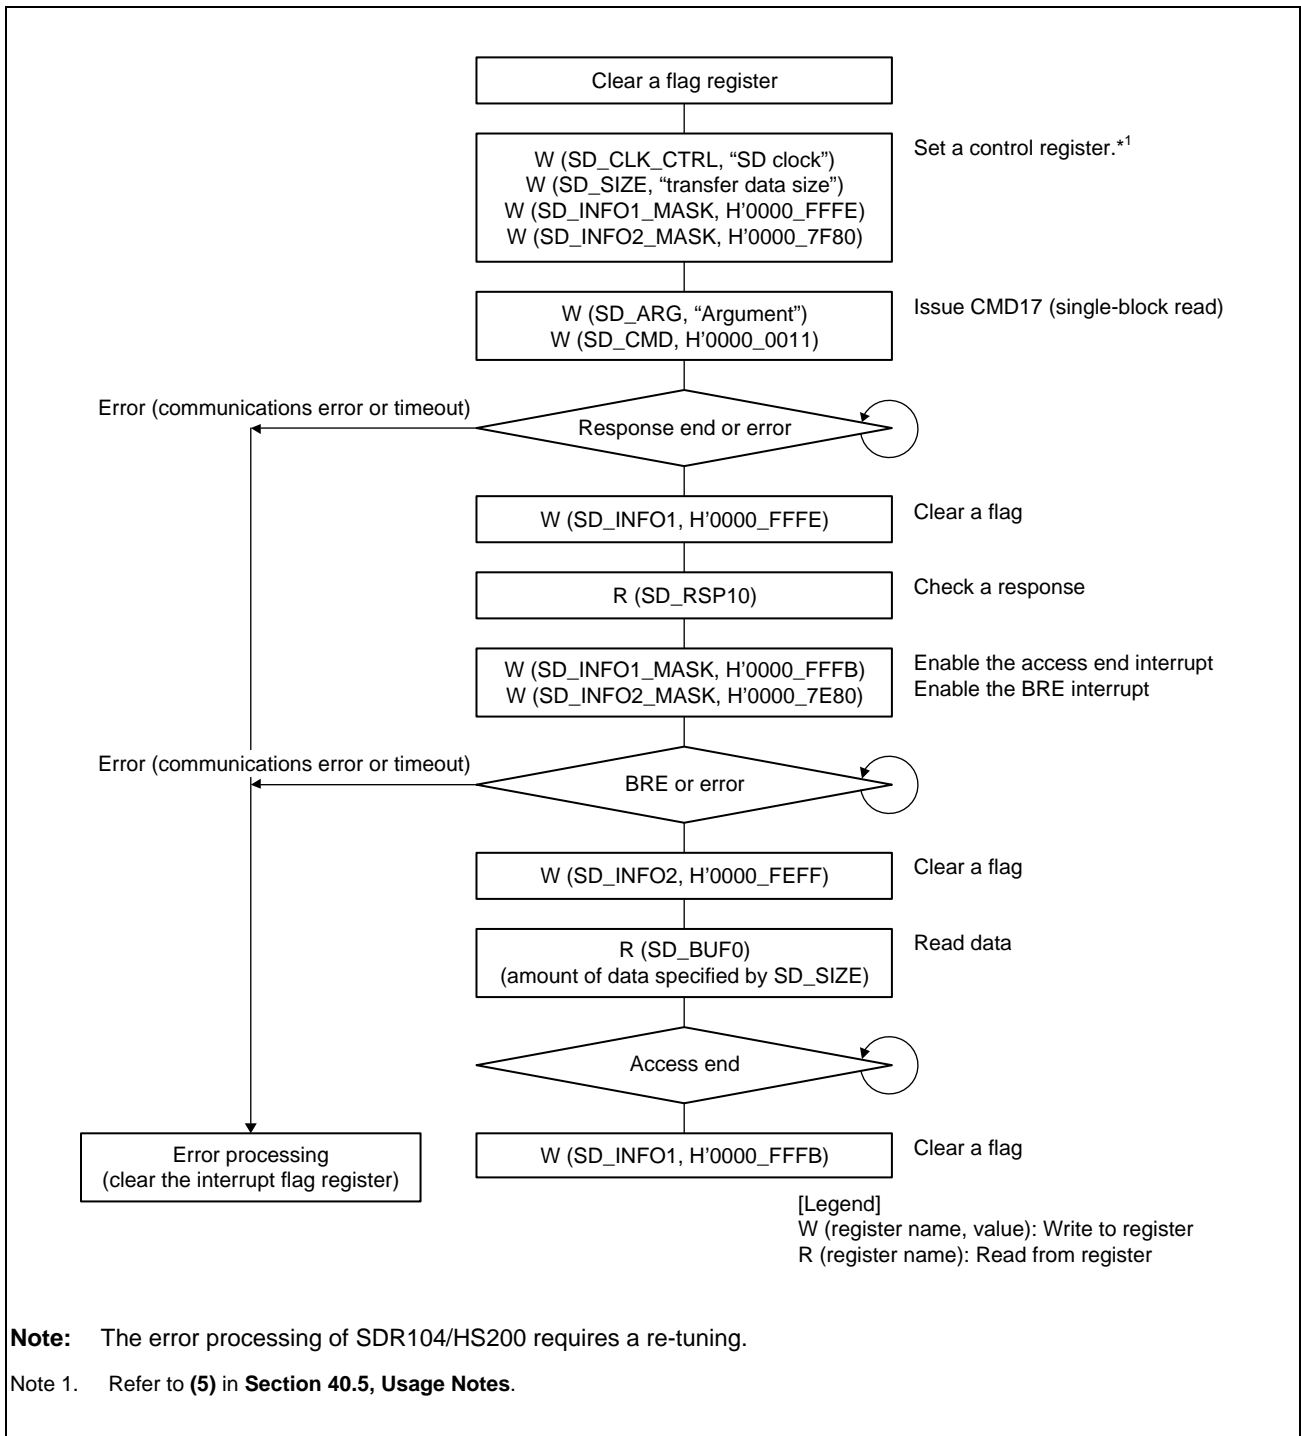 Clear a flag register
W (SD_CLK_CTRL, “SD clock”)
W (SD_SIZE, “transfer data size”)
W (SD_INFO1_MASK, H’0000_FFFE)
W (SD_INFO2_MASK, H’0000_7F80)
Set a control register.*1
W (SD_ARG, “Argument”)
W (SD_CMD, H’0000_0011)
Issue CMD17 (single-block read)
Error (communications error or timeout)
Response end or error
W (SD_INFO1, H’0000_FFFE)
Clear a flag
R (SD_RSP10)
Check a response
W (SD_INFO1_MASK, H’0000_FFFB)
W (SD_INFO2_MASK, H’0000_7E80)
Enable the access end interrupt
Enable the BRE interrupt
Error (communications error or timeout)
BRE or error
W (SD_INFO2, H’0000_FEFF)
Clear a flag
R (SD_BUF0)
(amount of data specified by SD_SIZE)
Read data
Access end
Error processing
(clear the interrupt flag register)
W (SD_INFO1, H’0000_FFFB)
Clear a flag
[Legend]
W (register name, value): Write to register
R (register name): Read from register
Note: The error processing of SDR104/HS200 requires a re-tuning.
Note 1. Refer to (5) in Section 40.5, Usage Notes.